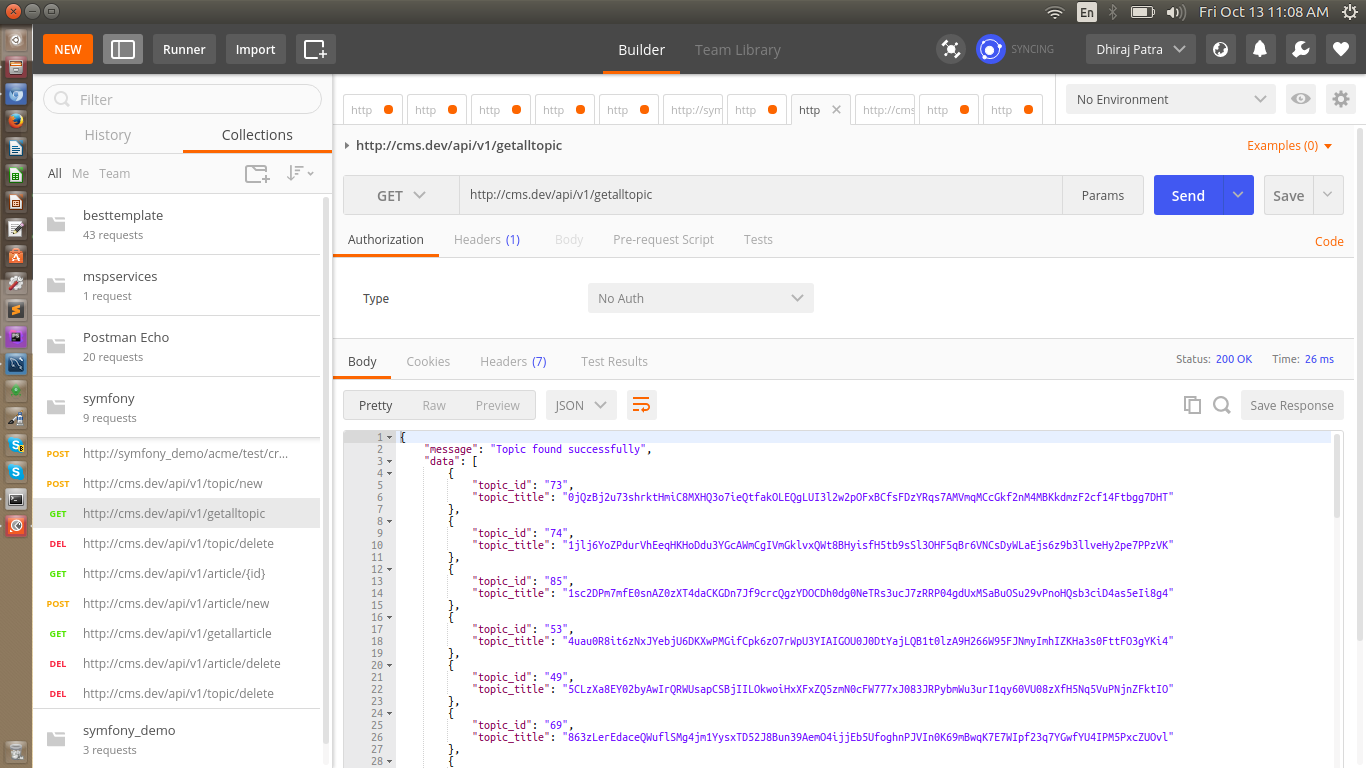 En
Fri Oct 13 11:08 AM
NEW
Runner
Import
Builder
Team Library
SYNCING
Dhiraj Patra
Filter
History
Collections
All Me Team
besttemplate
43 requests
mspservices
1 request
Postman Echo
20 requests
symfony
9 requests
POST http://symfony_demo/acme/test/cr...
POST http://cms.dev/api/v1/topic/new
GET http://cms.dev/api/v1/getalltopic
DEL http://cms.dev/api/v1/topic/delete
GET http://cms.dev/api/v1/article/{id}
POST http://cms.dev/api/v1/article/new
GET http://cms.dev/api/v1/getallarticle
DEL http://cms.dev/api/v1/article/delete
DEL http://cms.dev/api/v1/topic/delete
symfony_demo
3 requests
http http http http http http://sym http http http://cms http http
No Environment
http://cms.dev/api/v1/getalltopic
Examples (0)
GET http://cms.dev/api/v1/getalltopic Params Send Save
Authorization Headers (1) Body Pre-request Script Tests Code
Type No Auth
Body Cookies Headers (7) Test Results Status: 200 OK Time: 26 ms
Pretty Raw Preview JSON Save Response
1 {
2 "message": "Topic found successfully",
3 "data": [
4 {
5 "topic_id": "73",
6 "topic_title":
7 },
8 {
9 "topic_id": "74",
10 "topic_title":
11 },
12 {
13 "topic_id": "85",
14 "topic_title":
15 },
16 {
17 "topic_id": "53",
18 "topic_title":
19 },
20 {
21 "topic_id": "49",
22 "topic_title":
23 },
24 {
25 "topic_id": "69",
26 "topic_title":
27 },
28 {